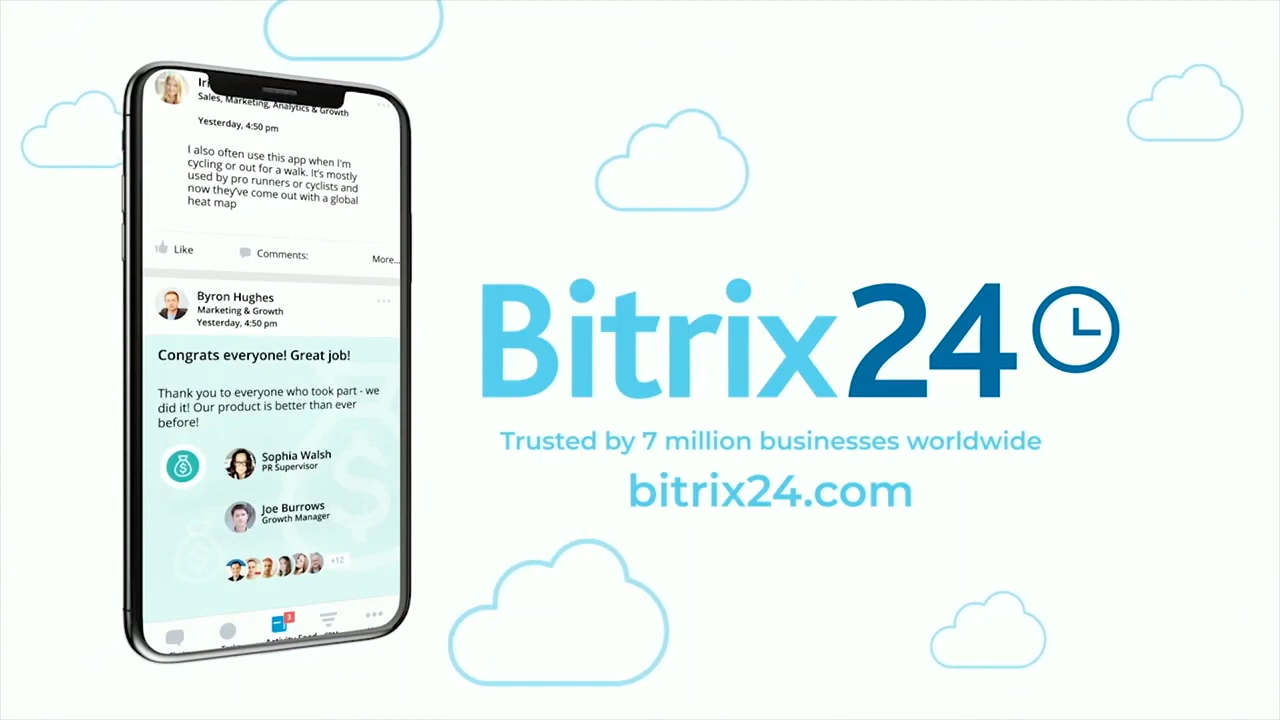 Sales, Marketing, Analytics & Growth
Yesterday, 4:50 pm
I also often use this app when I'm
cycling or out for a walk. It's mostly
used by pro runners or cyclists and
now they've come out with a global
heat map
Like
Comments:
More...
Byron Hughes
Marketing & Growth
Yesterday, 4:50 pm
Congrats everyone! Great job!
Thank you to everyone who took part - we
did it! Our product is better than ever
before!
Sophia Walsh
PR Supervisor
Joe Burrows
Growth Manager
+12
3
Activity Feed
Bitrix24
Trusted by 7 million businesses worldwide
bitrix24.com